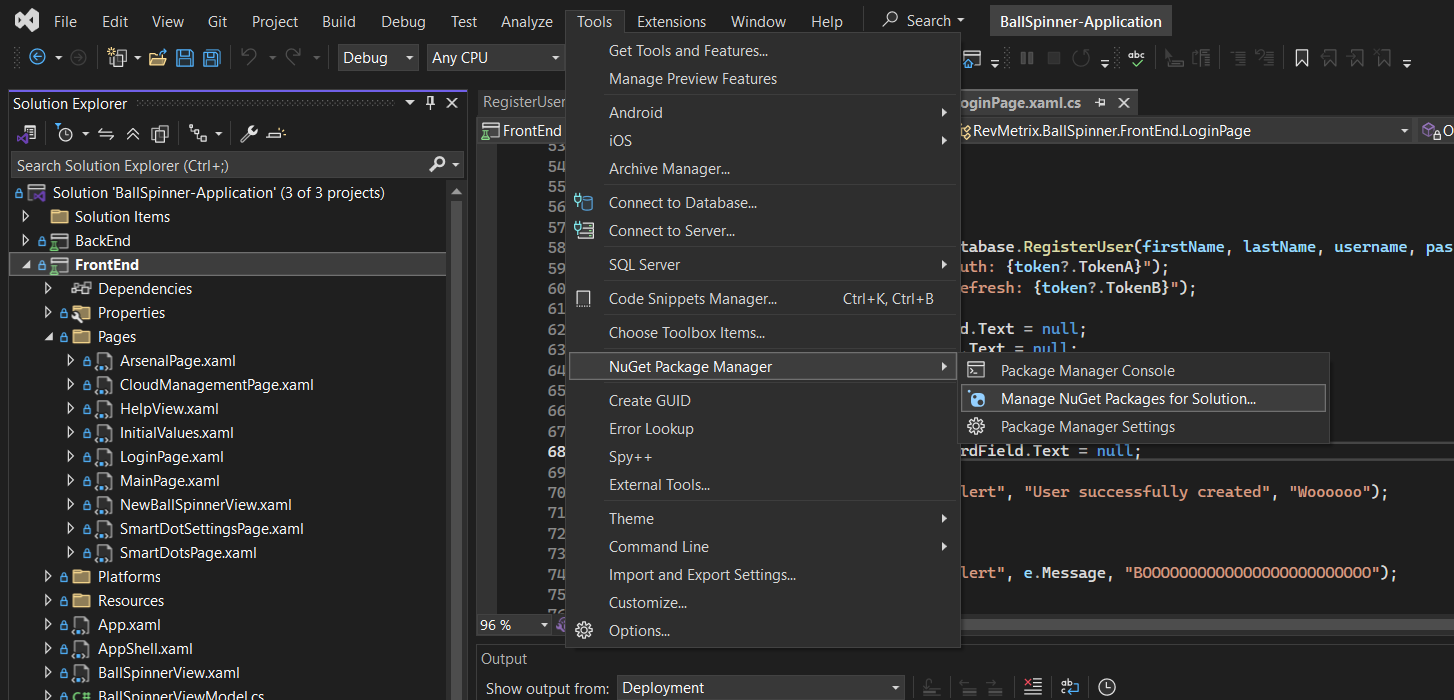 File Edit View Git Project Build Debug Test Analyze Tools Extensions Window Help Search BallSpinner-Application
Debug Any CPU
Solution Explorer
Search Solution Explorer (Ctrl+;)
Solution 'BallSpinner-Application' (3 of 3 projects)
Solution Items
BackEnd
FrontEnd
Dependencies
Properties
Pages
ArsenalPage.xaml
CloudManagementPage.xaml
HelpView.xaml
InitialValues.xaml
LoginPage.xaml
MainPage.xaml
NewBallSpinnerView.xaml
SmartDotSettingsPage.xaml
SmartDotsPage.xaml
Platforms
Resources
App.xaml
AppShell.xaml
BallSpinnerView.xaml
BallSpinnerViewModel.cs
Get Tools and Features...
Manage Preview Features
Android
iOS
Archive Manager...
Connect to Database...
Connect to Server...
SQL Server
Code Snippets Manager... Ctrl+K, Ctrl+B
Choose Toolbox Items...
NuGet Package Manager
Create GUID
Error Lookup
Spy++
External Tools...
Theme
Command Line
Import and Export Settings...
Customize...
Options...
Package Manager Console
Manage NuGet Packages for Solution...
Package Manager Settings
RegisterUser oginPage.xaml.cs
FrontEnd RevMetrix.BallSpinner.FrontEnd.LoginPage O
53
54
55
56
57
58 tabase.RegisterUser(firstName, lastName, username, pas
59 uth: {token?.TokenA}");
60 efresh: {token?.TokenB}");
61
62 d.Text = null;
63 .Text = null;
64
65
66
67
68 rdField.Text = null;
69
70 lert", "User successfully created", "Woooooo");
71
72
73
74 lert", e.Message, "BOOOOOOOOOOOOOOOOOOOOOOOOO");
75
96 %
Output
Show output from: Deployment